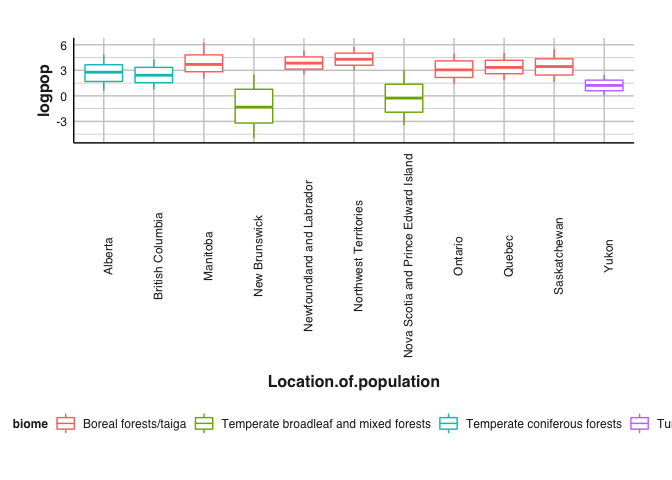 logpop
6
3
0
-3
Alberta
British Columbia
Manitoba
New Brunswick
Newfoundland and Labrador
Northwest Territories
Nova Scotia and Prince Edward Island
Ontario
Quebec
Saskatchewan
Yukon
Location.of.population
biome Boreal forests/taiga Temperate broadleaf and mixed forests Temperate coniferous forests